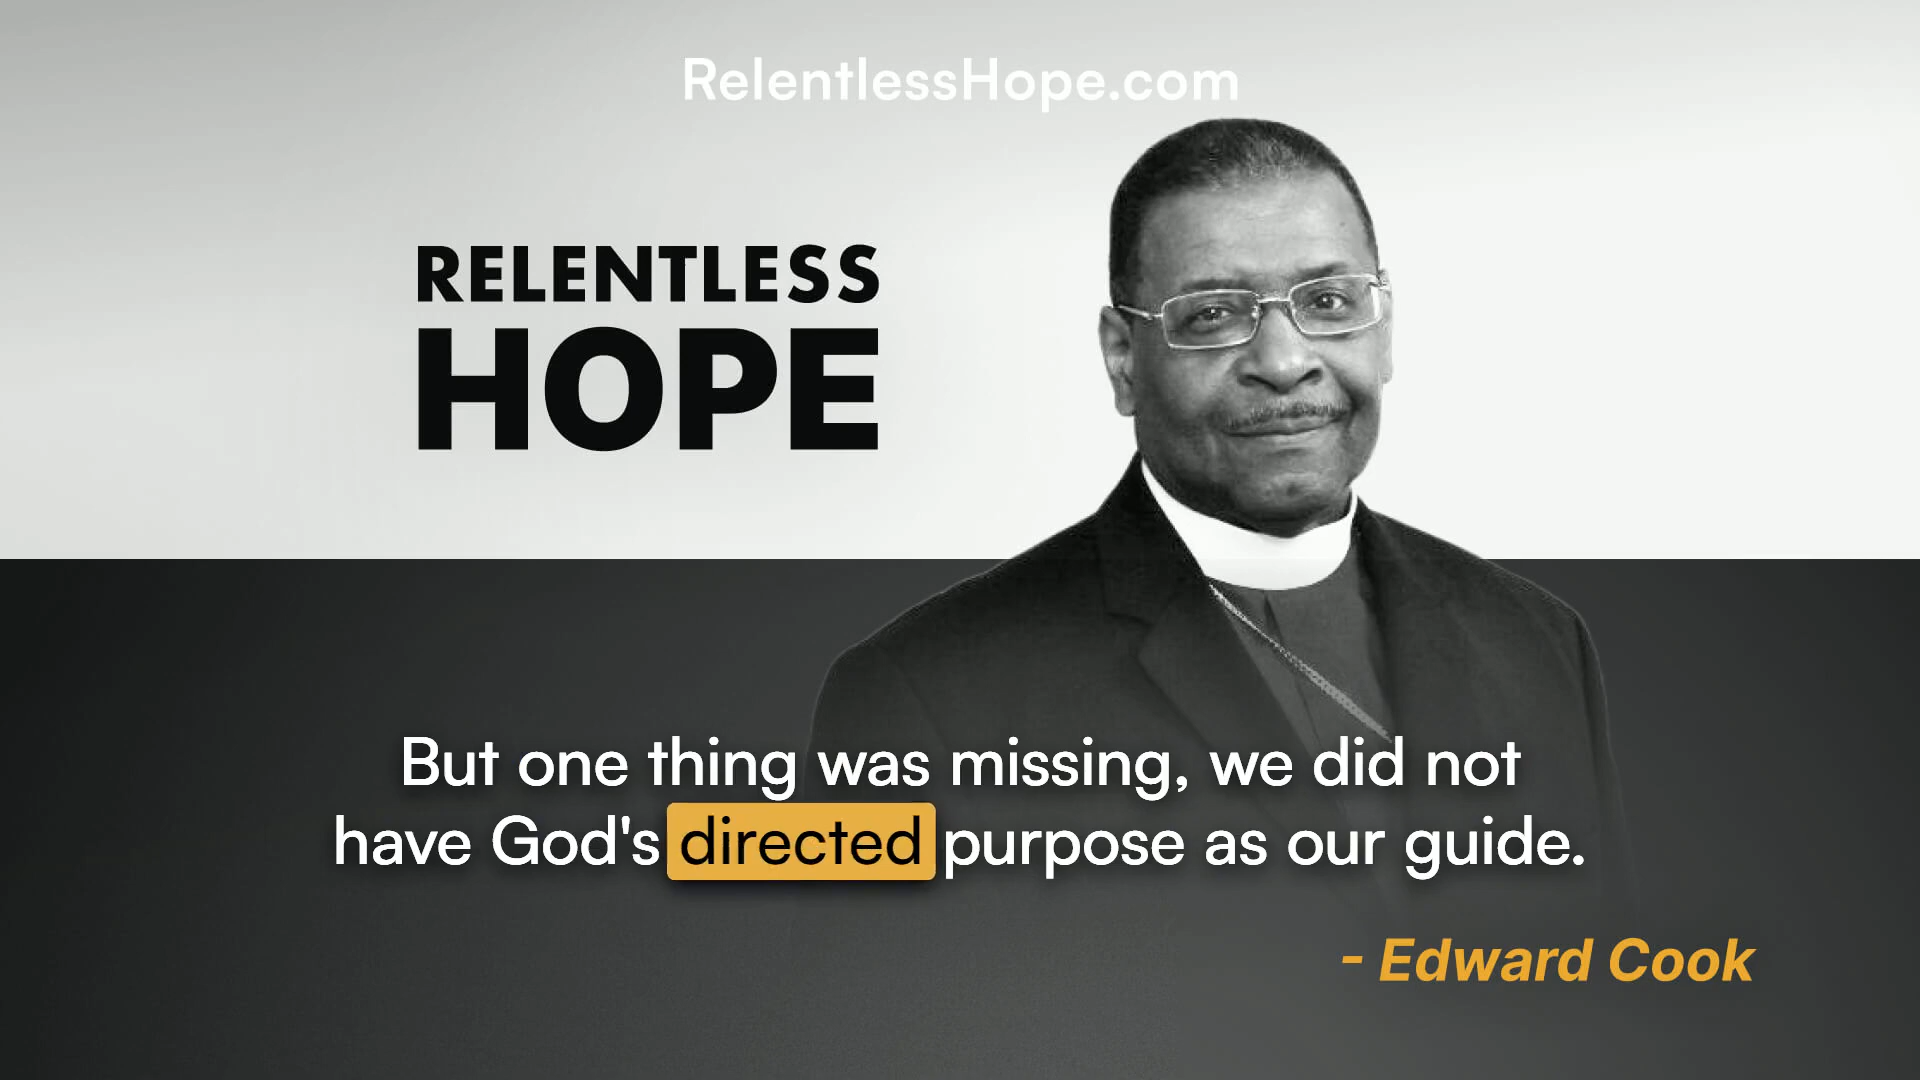 RelentlessHope.com
RELENTLESS
HOPE
But one thing was missing, we did not
have God's directed purpose as our guide.
- Edward Cook